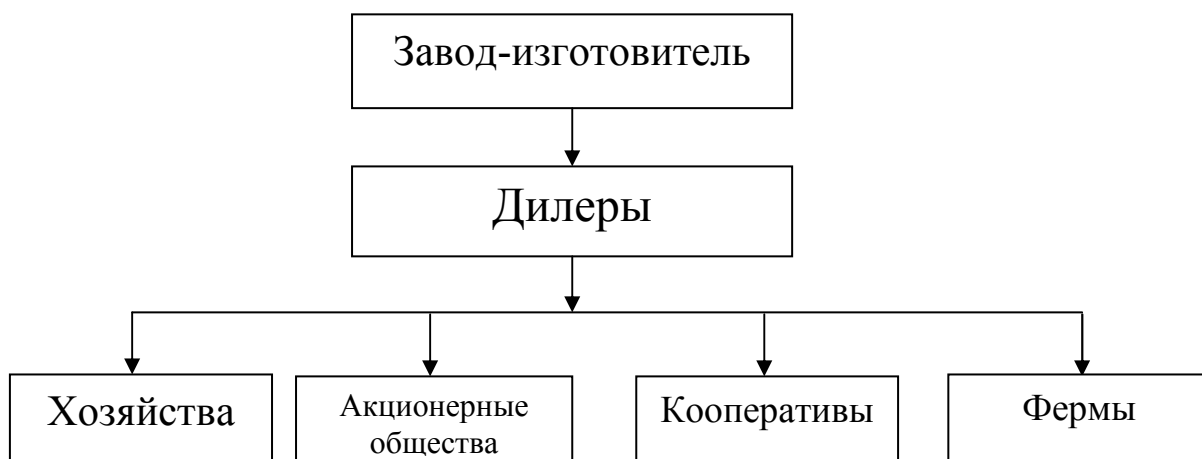 Завод-изготовитель
Дилеры
Хозяйства
Акционерные
общества
Кооперативы
Фермы